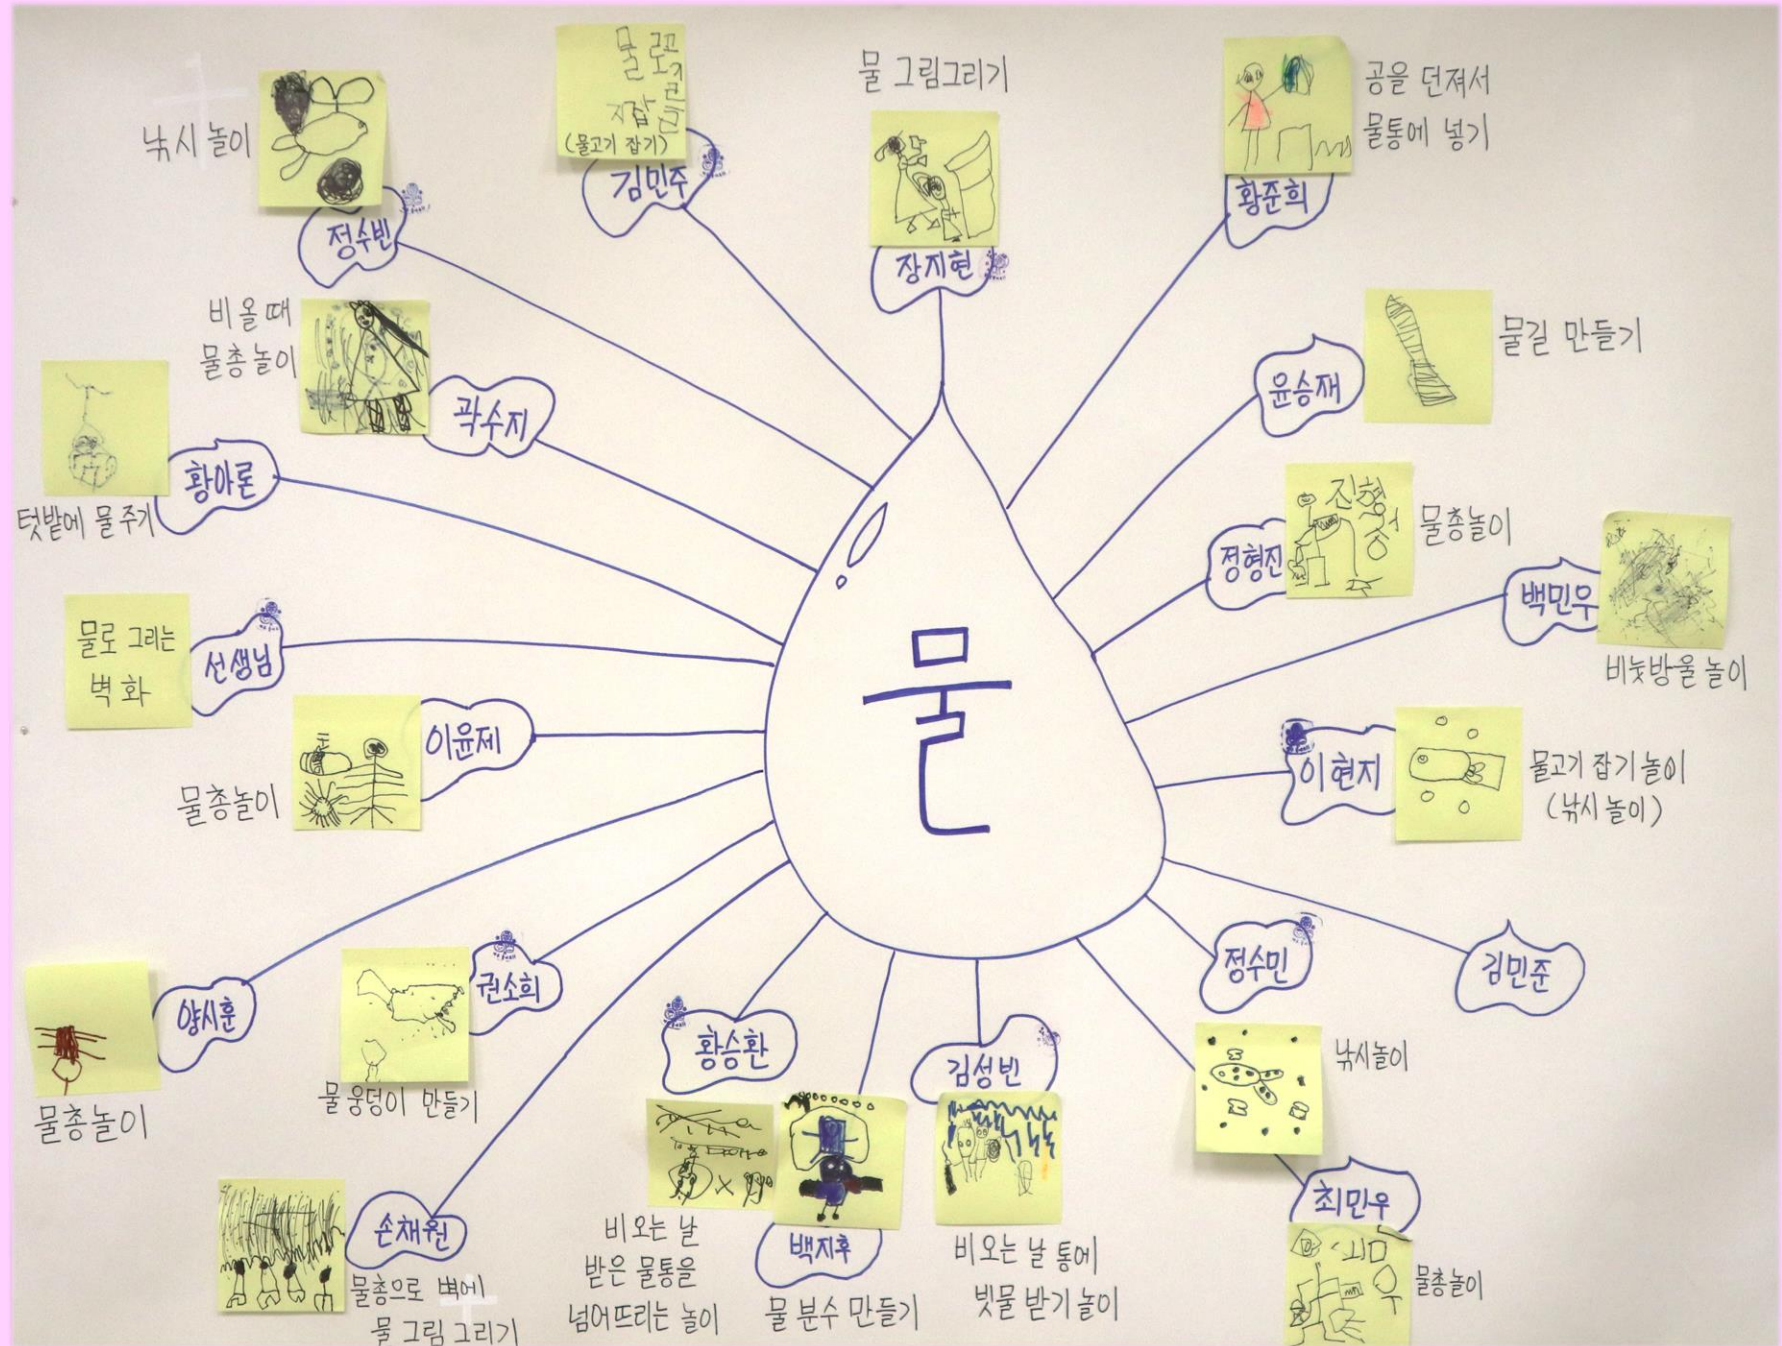 물 그림그리기
장지현
공을 던져서
물통에 넣기
황준희
물길 만들기
윤승재
물총놀이
정형진
백민우
비눗방울 놀이
이현지
물고기 잡기 놀이
(낚시 놀이)
김민준
정수민
낚시놀이
최민우
물총놀이
김성빈
비오는 날 통에
빗물 받기 놀이
백지후
물 분수 만들기
황승환
비오는 날
받은 물통을
넘어뜨리는 놀이
손채원
물총으로 벽에
물 그림 그리기
권소희
물 웅덩이 만들기
양시훈
물총놀이
이윤제
물총놀이
선생님
물로 그리는
벽화
황아론
텃밭에 물 주기
곽수지
비올 때
물총놀이
정수빈
낚시 놀이
김민주
(물고기 잡기)
물